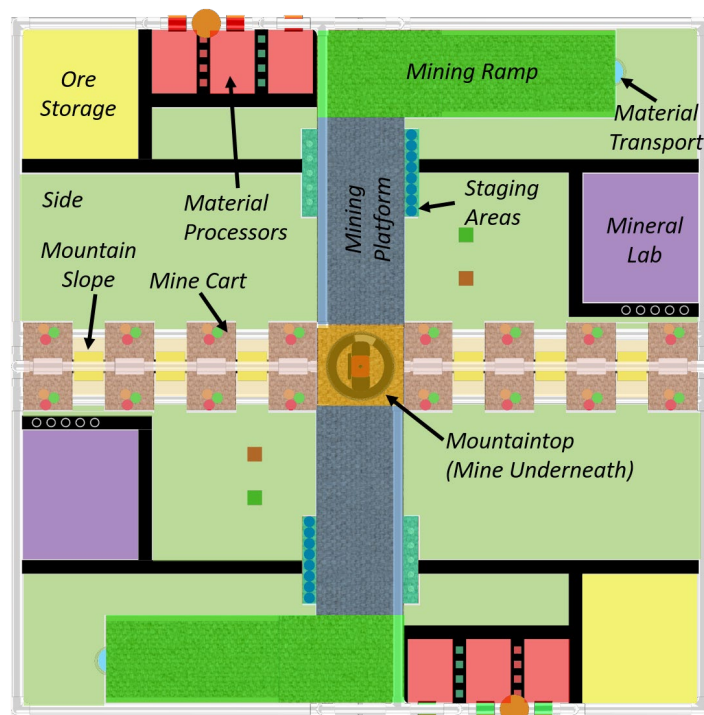 Ore
Storage
Mining Ramp
Material
Transport
Side
Material
Processors
Mining
Platform
Staging
Areas
Mineral
Lab
Mountain
Slope
Mine Cart
Mountaintop
(Mine Underneath)